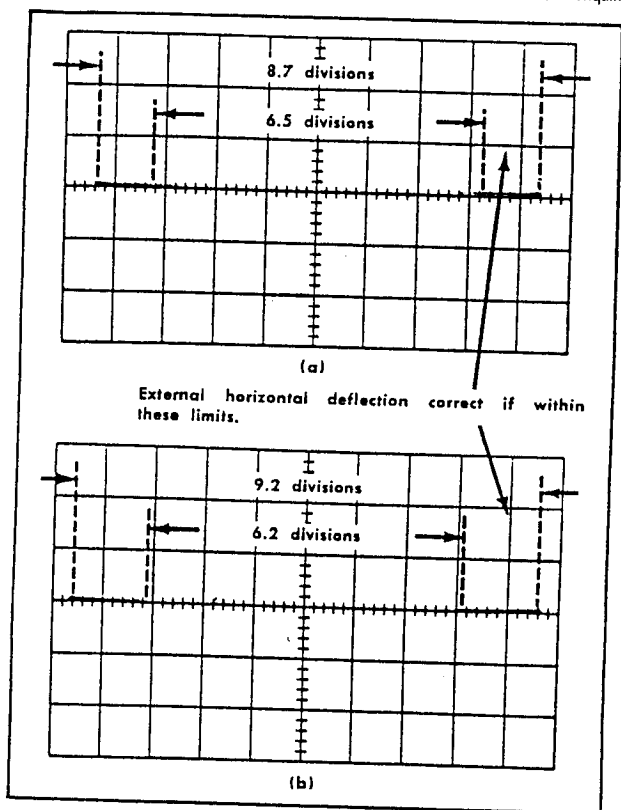 8.7 divisions
6.5 divisions
(a)
External horizontal deflection correct if within
these limits.
9.2 divisions
6.2 divisions
(b)